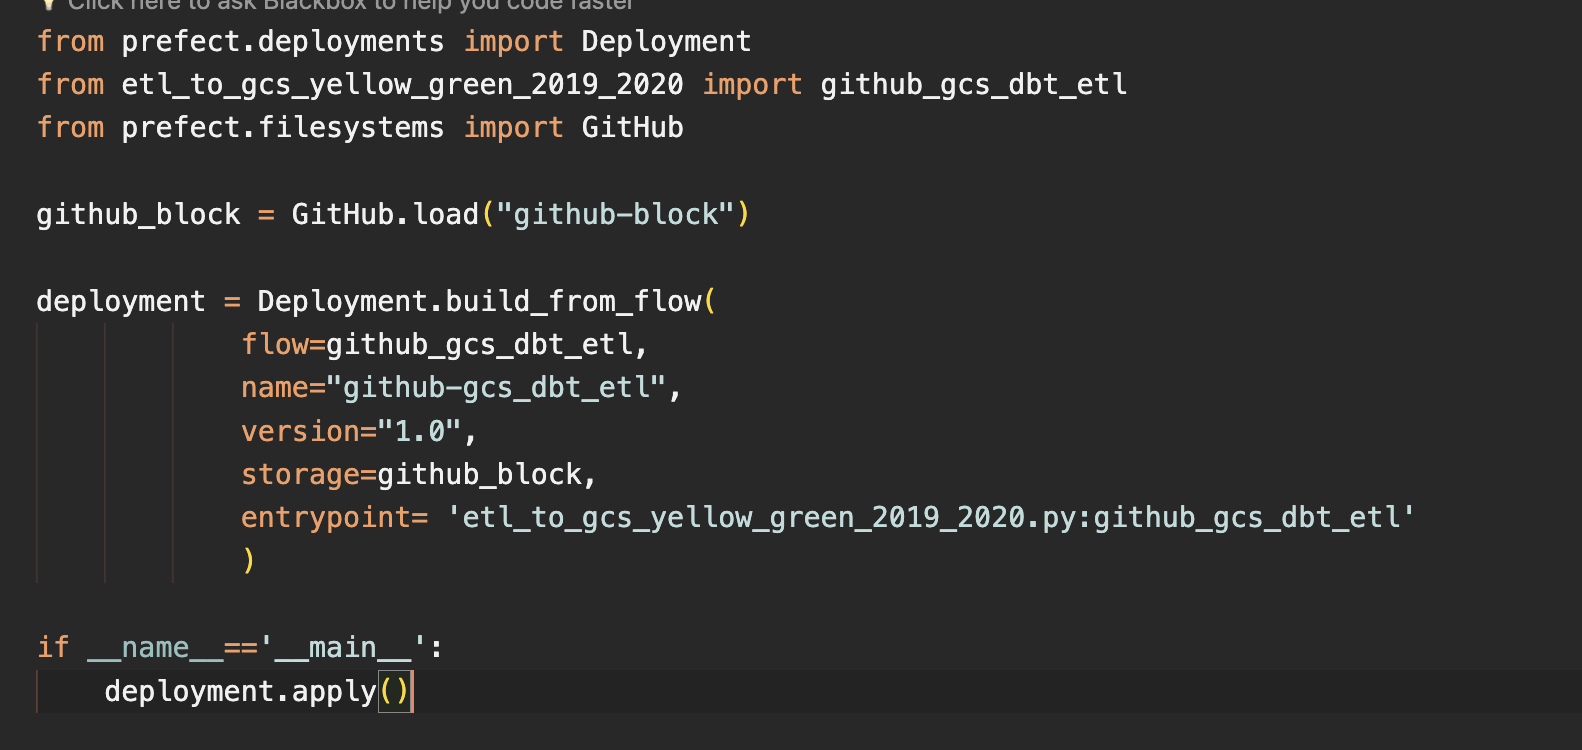 Click here to ask Blackbox to help you code faster
from prefect.deployments import Deployment
from etl_to_gcs_yellow_green_2019_2020 import github_gcs_dbt_etl
from prefect.filesystems import GitHub
github_block = GitHub.load("github-block")
deployment = Deployment.build_from_flow(
flow=github_gcs_dbt_etl,
name="github-gcs_dbt_etl",
version="1.0",
storage=github_block,
entrypoint= 'etl_to_gcs_yellow_green_2019_2020.py:github_gcs_dbt_etl'
)
if __name__=='__main__':
deployment.apply()